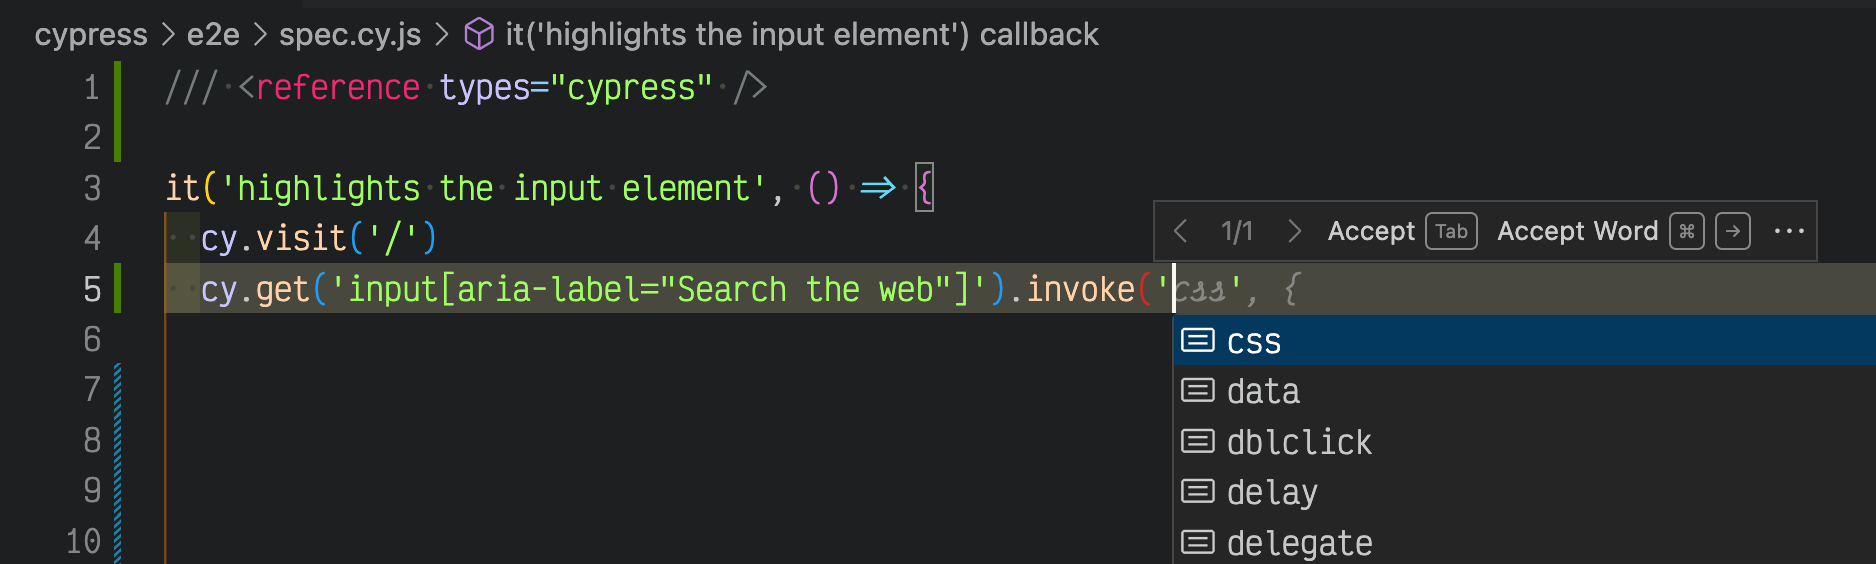 cypress > e2e > spec.cy.js > it('highlights the input element') callback
1 /// <reference types="cypress" />
2
3 it('highlights the input element', () => {
4 cy.visit('/')
< 1/1 > Accept Tab Accept Word ⌘ → ...
5 cy.get('input[aria-label="Search the web"]').invoke('css', {
6
css
7
data
8
dblclick
9
delay
10
delegate